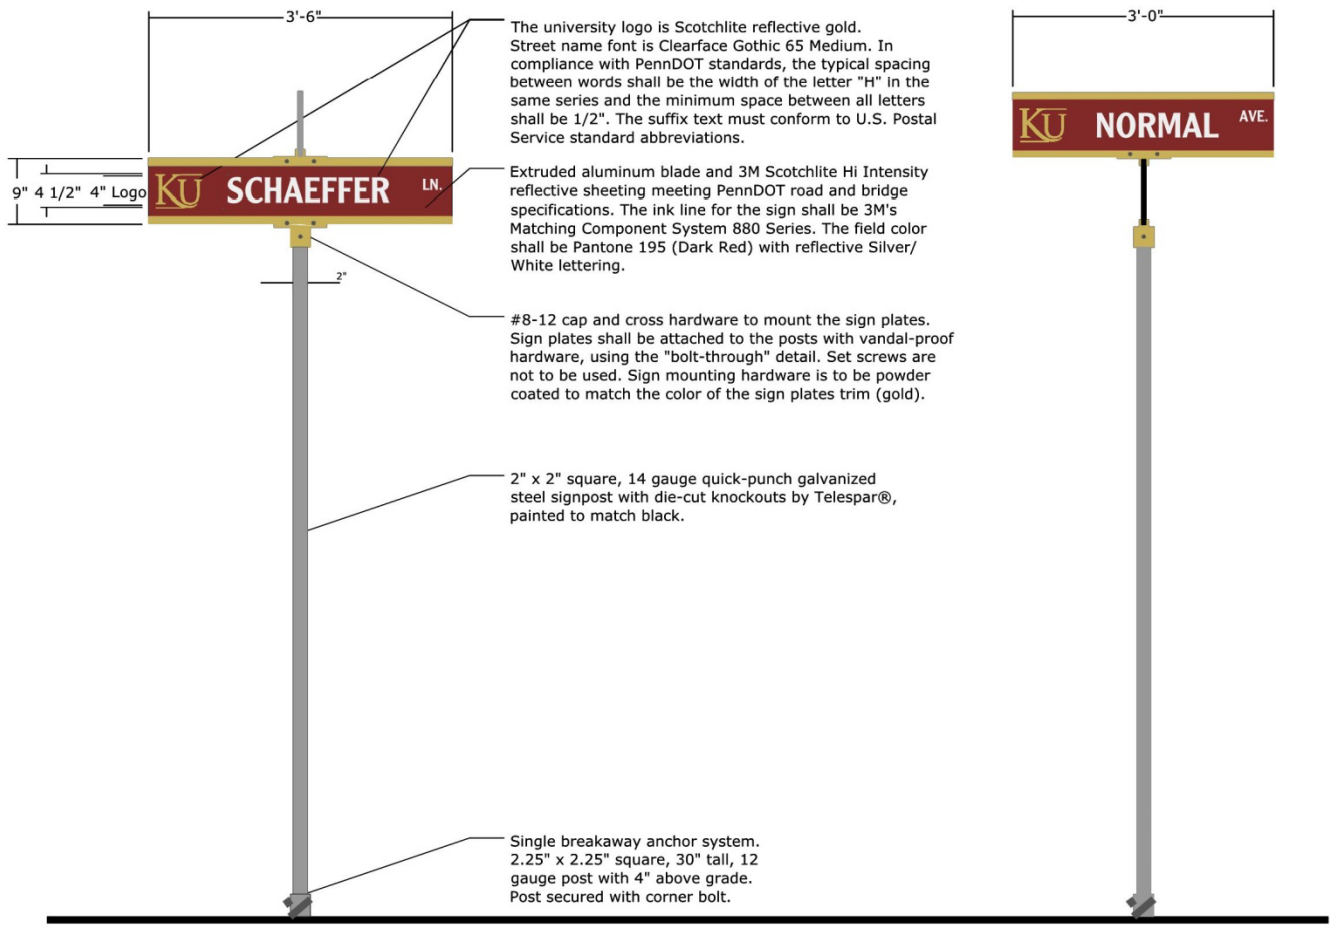 3'-6"
The university logo is Scotchlite reflective gold.
Street name font is Clearface Gothic 65 Medium. In
compliance with PennDOT standards, the typical spacing
between words shall be the width of the letter "H" in the
same series and the minimum space between all letters
shall be 1/2". The suffix text must conform to U.S. Postal
Service standard abbreviations.
3'-0"
KU NORMAL AVE.
9" 4 1/2" 4" Logo
KU SCHAEFFER LN.
Extruded aluminum blade and 3M Scotchlite Hi Intensity
reflective sheeting meeting PennDOT road and bridge
specifications. The ink line for the sign shall be 3M's
Matching Component System 880 Series. The field color
shall be Pantone 195 (Dark Red) with reflective Silver/
White lettering.
2"
#8-12 cap and cross hardware to mount the sign plates.
Sign plates shall be attached to the posts with vandal-proof
hardware, using the "bolt-through" detail. Set screws are
not to be used. Sign mounting hardware is to be powder
coated to match the color of the sign plates trim (gold).
2" x 2" square, 14 gauge quick-punch galvanized
steel signpost with die-cut knockouts by Telespar®,
painted to match black.
Single breakaway anchor system.
2.25" x 2.25" square, 30" tall, 12
gauge post with 4" above grade.
Post secured with corner bolt.